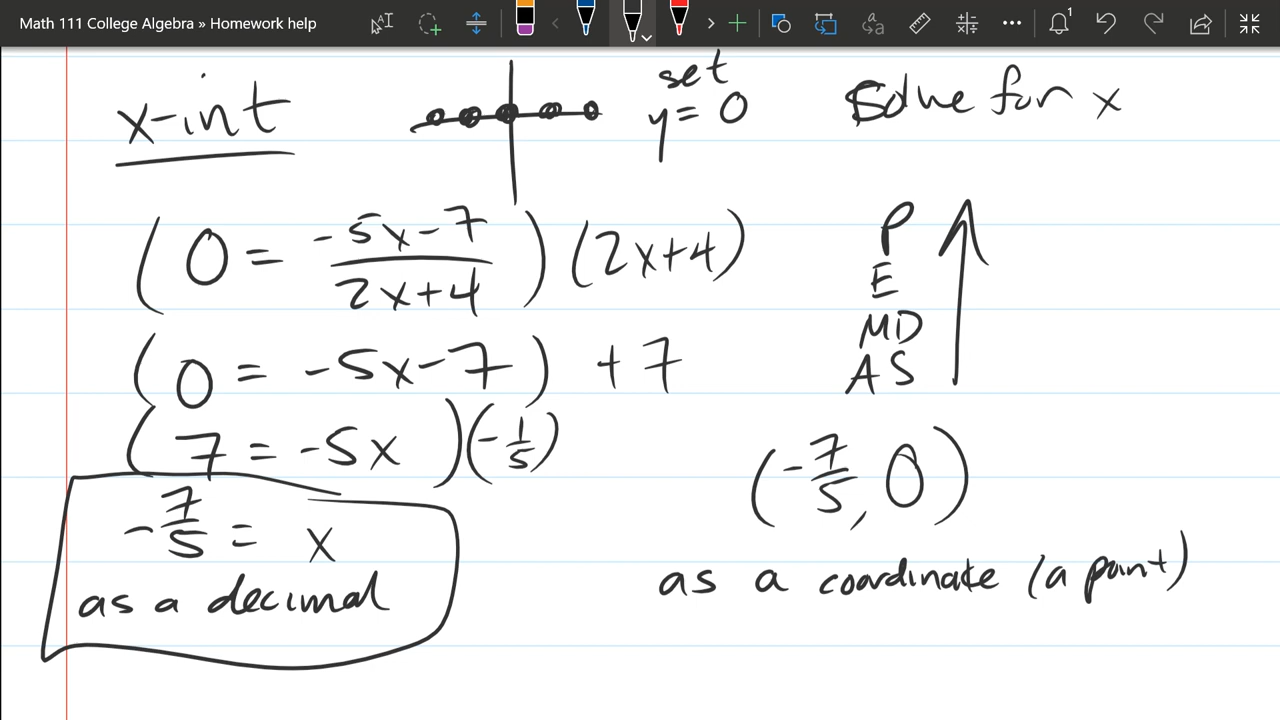 Math 111 College Algebra » Homework help
x-int
set
y = 0
Solve for x
(0 = (-5x-7)/(2x+4)) (2x+4)
(0 = -5x-7) +7
(7 = -5x)(-1/5)
-7/5 = x
as a decimal
P
E
MD
AS
(-7/5, 0)
as a coordinate (a point)